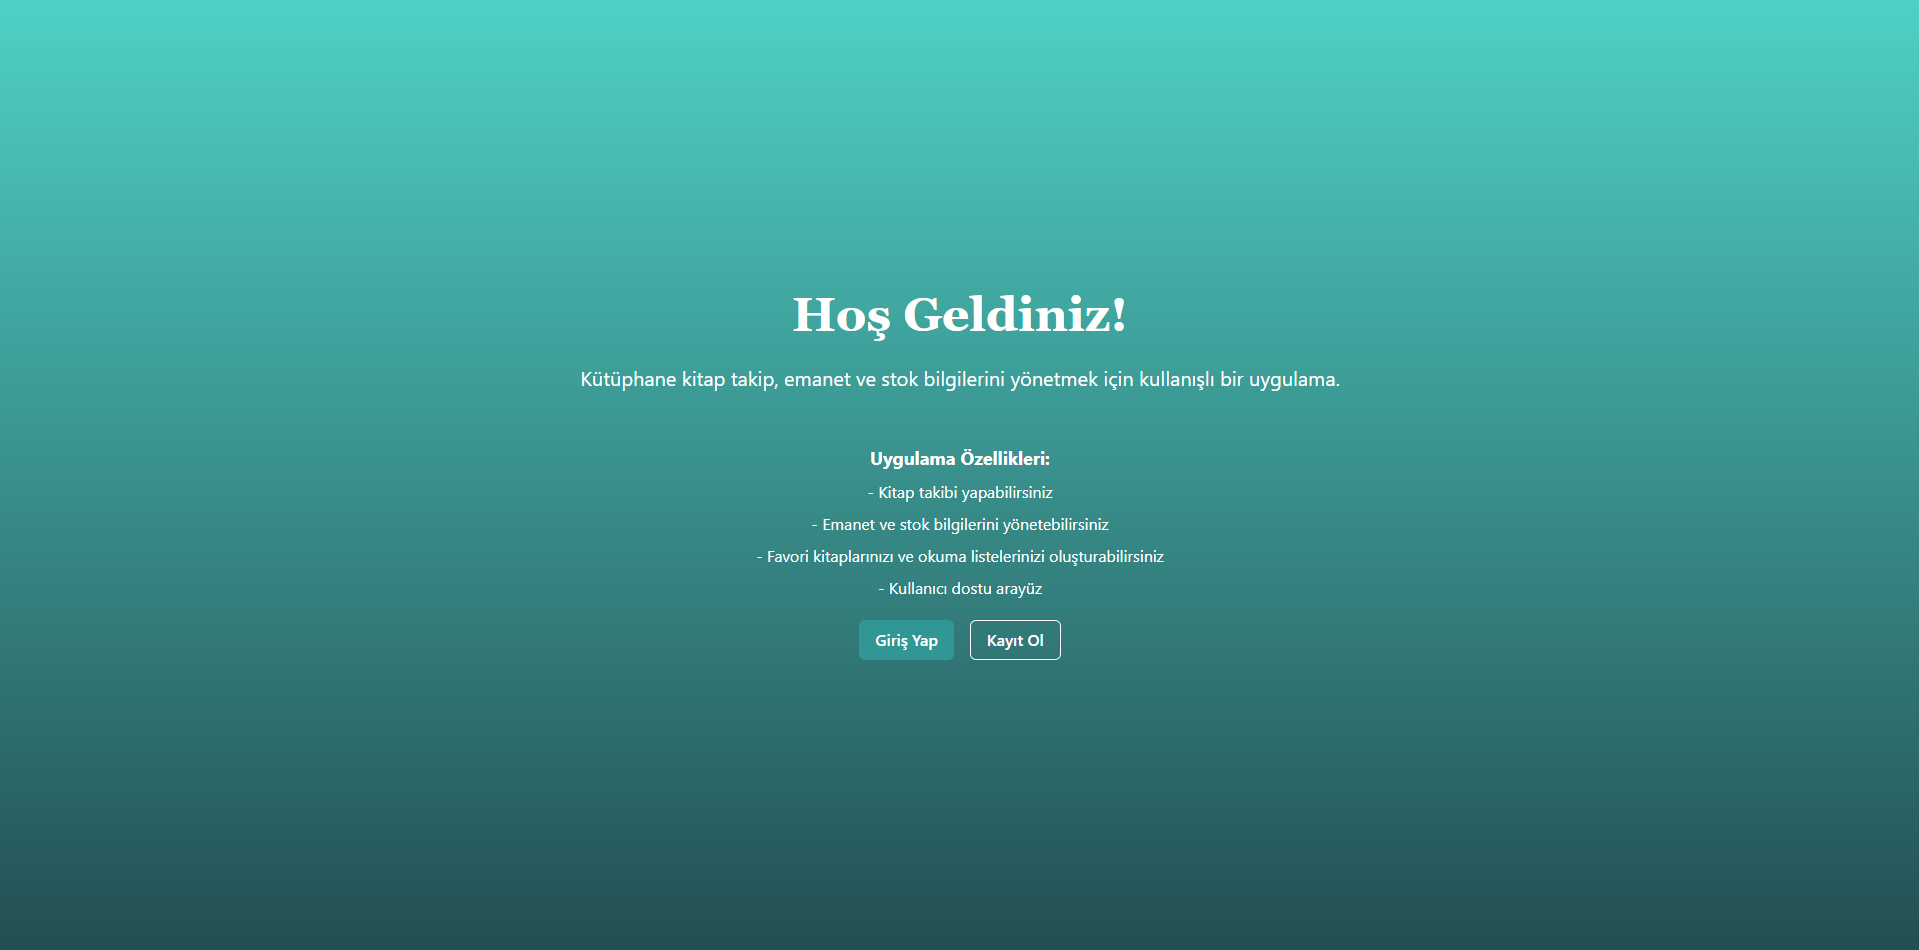 Hoş Geldiniz!
Kütüphane kitap takip, emanet ve stok bilgilerini yönetmek için kullanışlı bir uygulama.
Uygulama Özellikleri:
- Kitap takibi yapabilirsiniz
- Emanet ve stok bilgilerini yönetebilirsiniz
- Favori kitaplarınızı ve okuma listelerinizi oluşturabilirsiniz
- Kullanıcı dostu arayüz
Giriş Yap Kayıt Ol